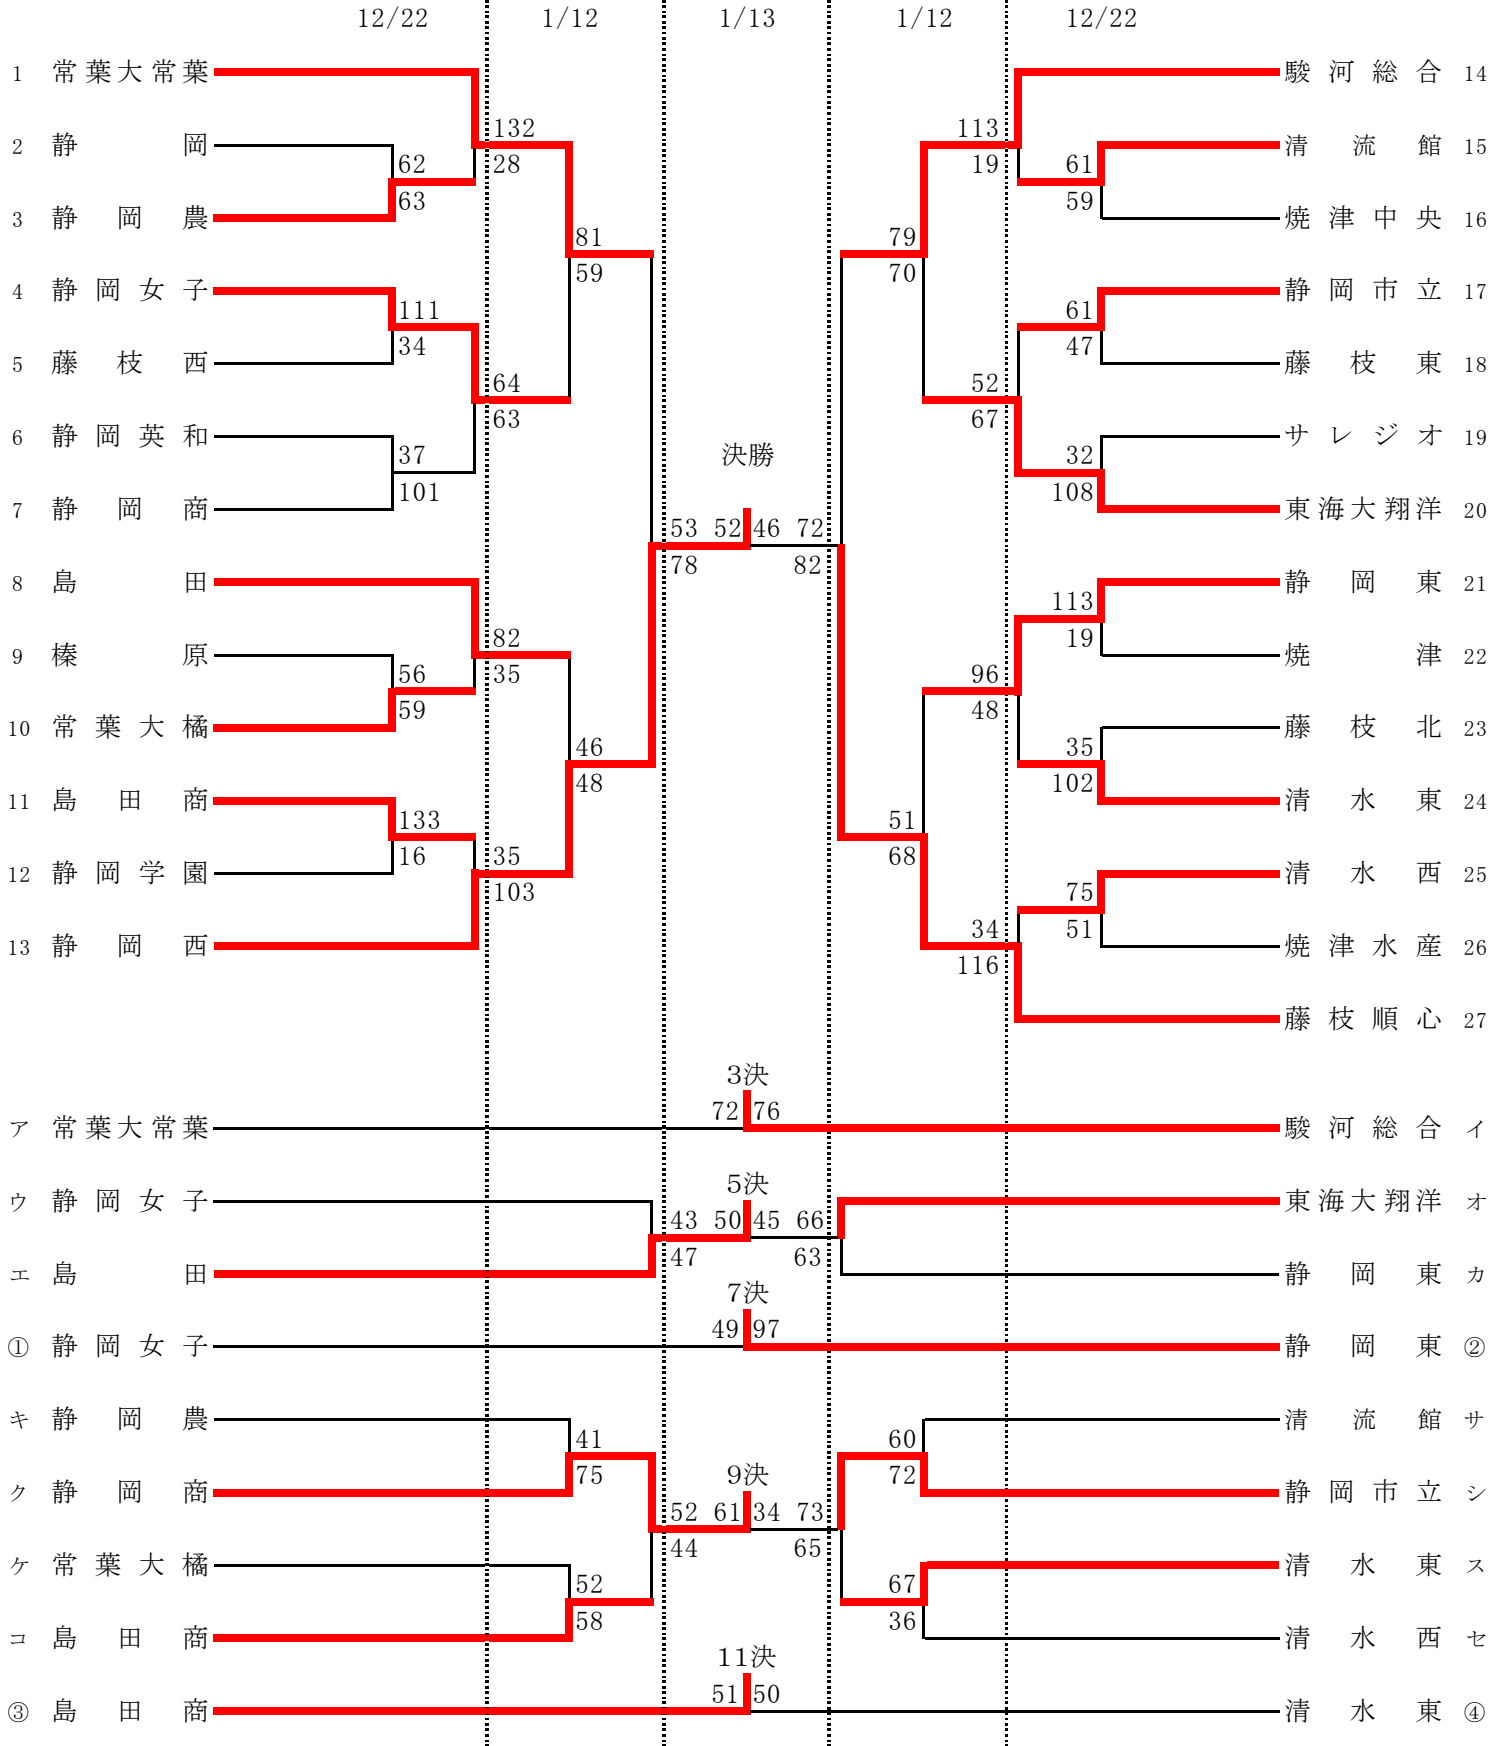 12/22 1/12 1/13 1/12 12/22
1 常葉大常葉 駿河総合 14
132 113
2 静岡 清流館 15
62 28 19 61
63 59
3 静岡農 焼津中央 16
81 79
59 70
4 静岡女子 静岡市立 17
111 61
34 47
5 藤枝西 藤枝東 18
64 52
63 67
6 静岡英和 サレジオ 19
37 決勝 32
101 108
7 静岡商 東海大翔洋 20
53 52 46 72
78 82
8 島田 静岡東 21
113
82 19
9 榛原 焼津 22
56 35 96
59 48
10 常葉大橘 藤枝北 23
46 35
48 102
11 島田商 清水東 24
133 51
16 35 68
12 静岡学園 清水西 25
103 75
34 51
13 静岡西 焼津水産 26
116
藤枝順心 27
3決
72 76
ア 常葉大常葉 駿河総合 イ
5決
ウ 静岡女子 東海大翔洋 オ
43 50 45 66
47 63
エ 島田 静岡東 カ
7決
49 97
① 静岡女子 静岡東 ②
キ 静岡農 清流館 サ
41 60
75 9決 72
ク 静岡商 静岡市立 シ
52 61 34 73
44 65
ケ 常葉大橘 清水東 ス
52 67
58 36
コ 島田商 清水西 セ
11決
51 50
③ 島田商 清水東 ④